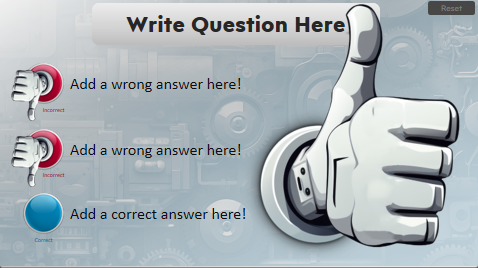 Reset
Write Question Here
Add a wrong answer here!
Incorrect
Add a wrong answer here!
Incorrect
Add a correct answer here!
Correct